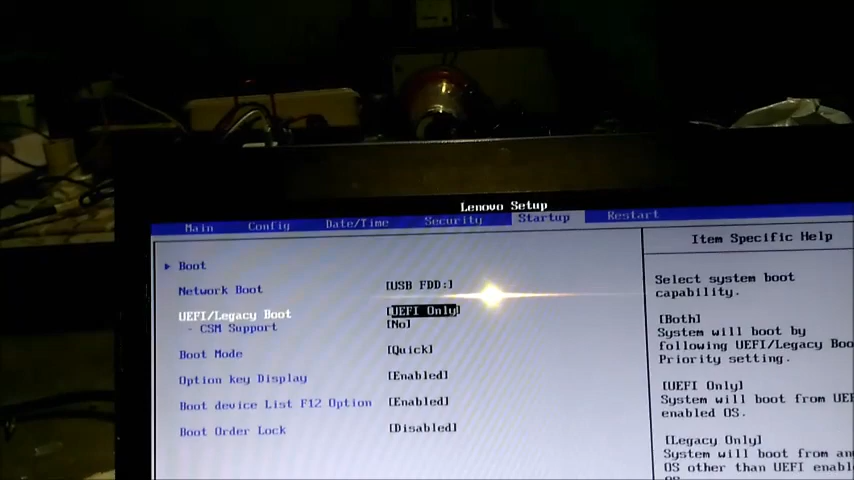 Lenovo Setup
Main Config Date/Time Security Startup Restart
Item Specific Help
Boot
Network Boot [USB FDD:]
UEFI/Legacy Boot [UEFI Only]
- CSM Support [No]
Boot Mode [Quick]
Option key Display [Enabled]
Boot device List F12 Option [Enabled]
Boot Order Lock [Disabled]
Select system boot
capability.
[Both]
System will boot by
following UEFI/Legacy Boo
Priority setting.
[UEFI Only]
System will boot from UEF
enabled OS.
[Legacy Only]
System will boot from an
OS other than UEFI enabl